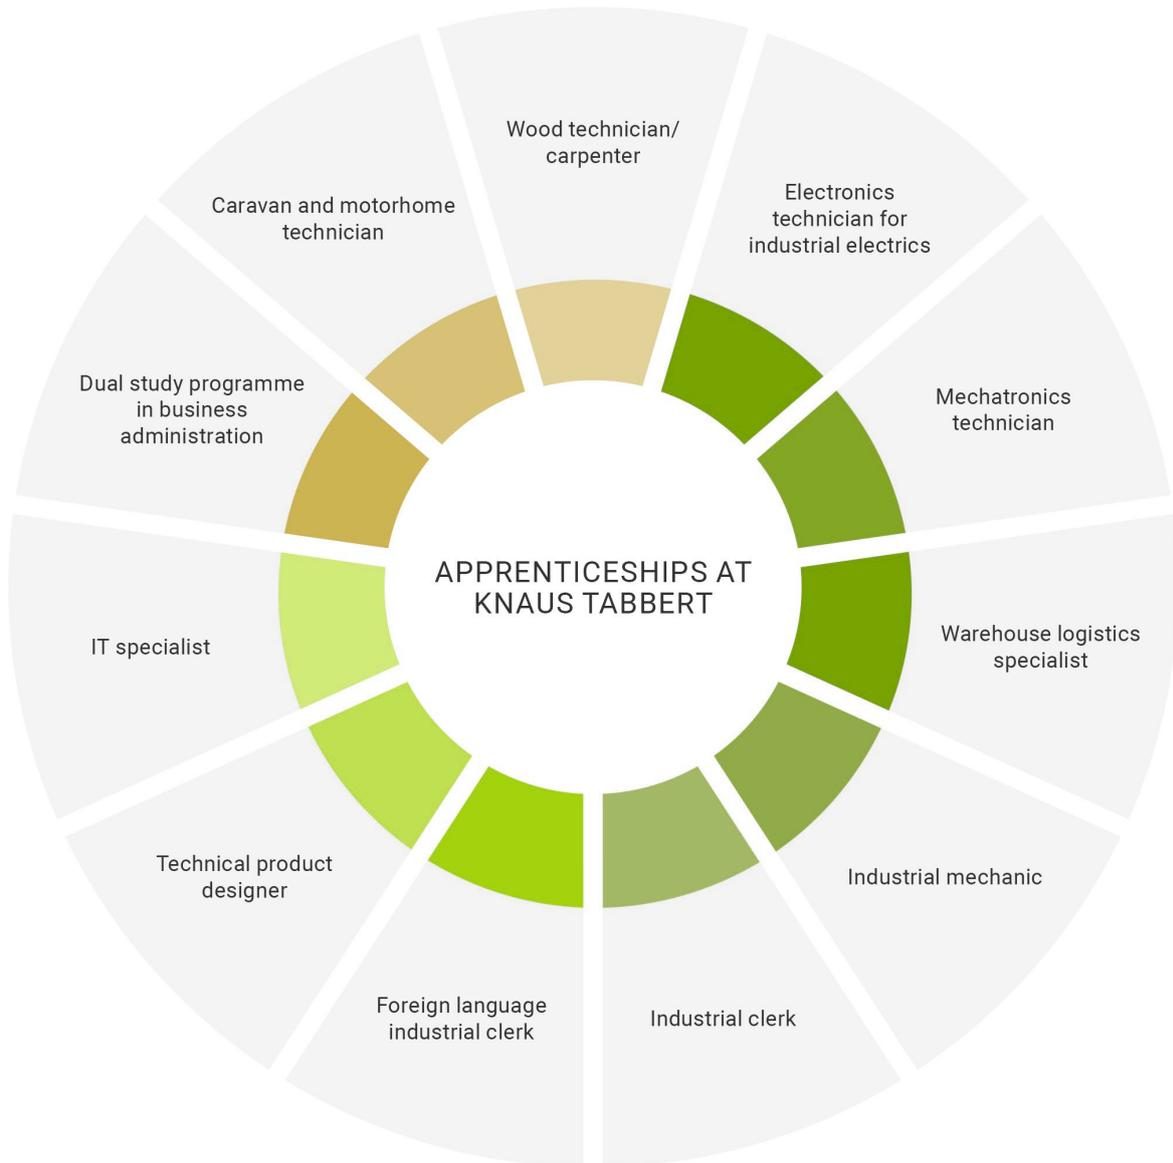 Wood technician/
carpenter
Electronics
technician for
industrial electrics
Mechatronics
technician
Warehouse logistics
specialist
Industrial mechanic
Industrial clerk
Foreign language
industrial clerk
Technical product
designer
IT specialist
Dual study programme
in business
administration
Caravan and motorhome
technician
APPRENTICESHIPS AT
KNAUS TABBERT